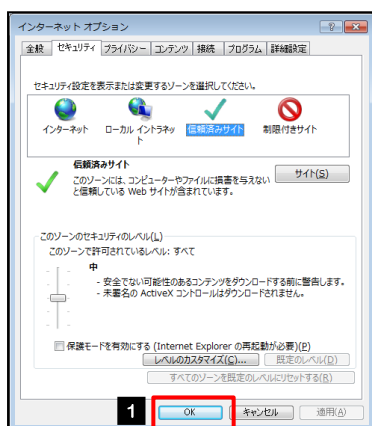 インターネット オプション
全般 セキュリティ プライバシー コンテンツ 接続 プログラム 詳細設定
セキュリティ設定を表示または変更するゾーンを選択してください。
インターネット ローカル イントラネッ
ト 信頼済みサイト 制限付きサイト
信頼済みサイト
このゾーンには、コンピューターやファイルに損害を与えない
と信頼している Web サイトが含まれています。
サイト(S)
このゾーンのセキュリティのレベル(L)
このゾーンで許可されているレベル: すべて
中
- 安全でない可能性のあるコンテンツをダウンロードする前に警告します。
- 未署名の ActiveX コントロールはダウンロードされません。
保護モードを有効にする (Internet Explorer の再起動が必要)(P)
レベルのカスタマイズ(C)... 既定のレベル(D)
すべてのゾーンを既定のレベルにリセットする(R)
1 OK キャンセル 適用(A)